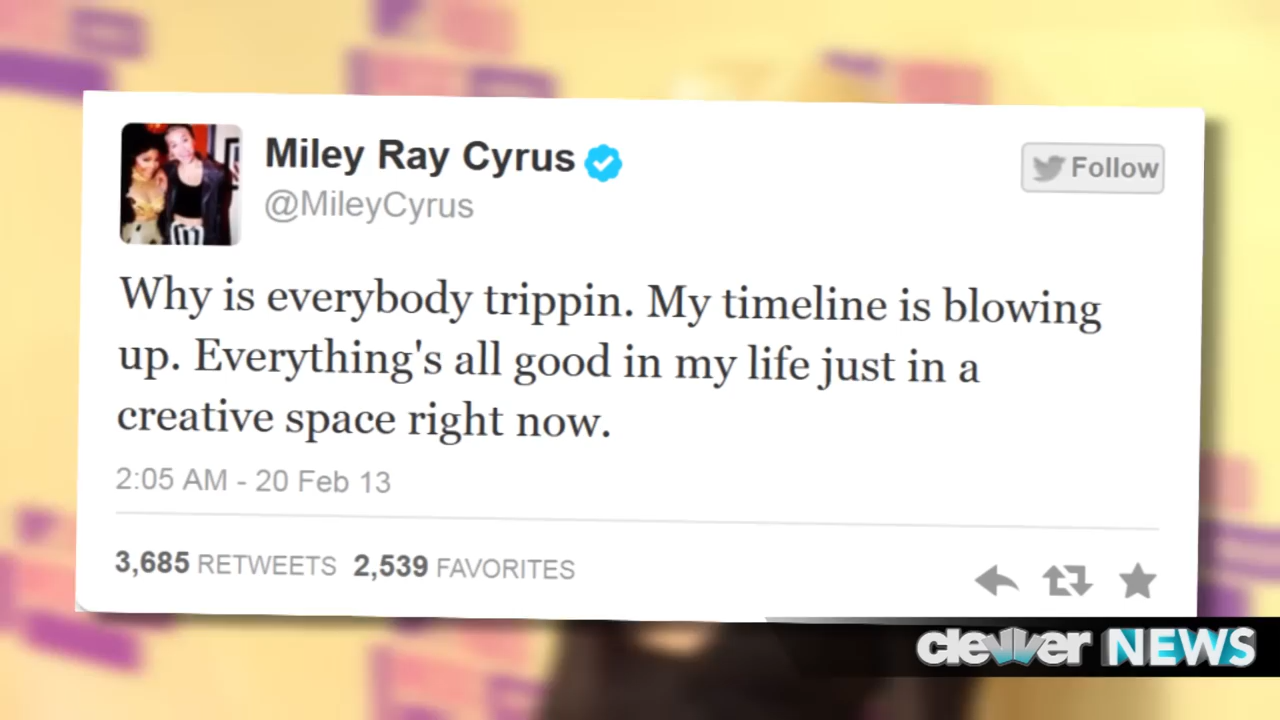 Miley Ray Cyrus
@MileyCyrus
Follow
Why is everybody trippin. My timeline is blowing
up. Everything's all good in my life just in a
creative space right now.
2:05 AM - 20 Feb 13
3,685 RETWEETS 2,539 FAVORITES
clevver NEWS